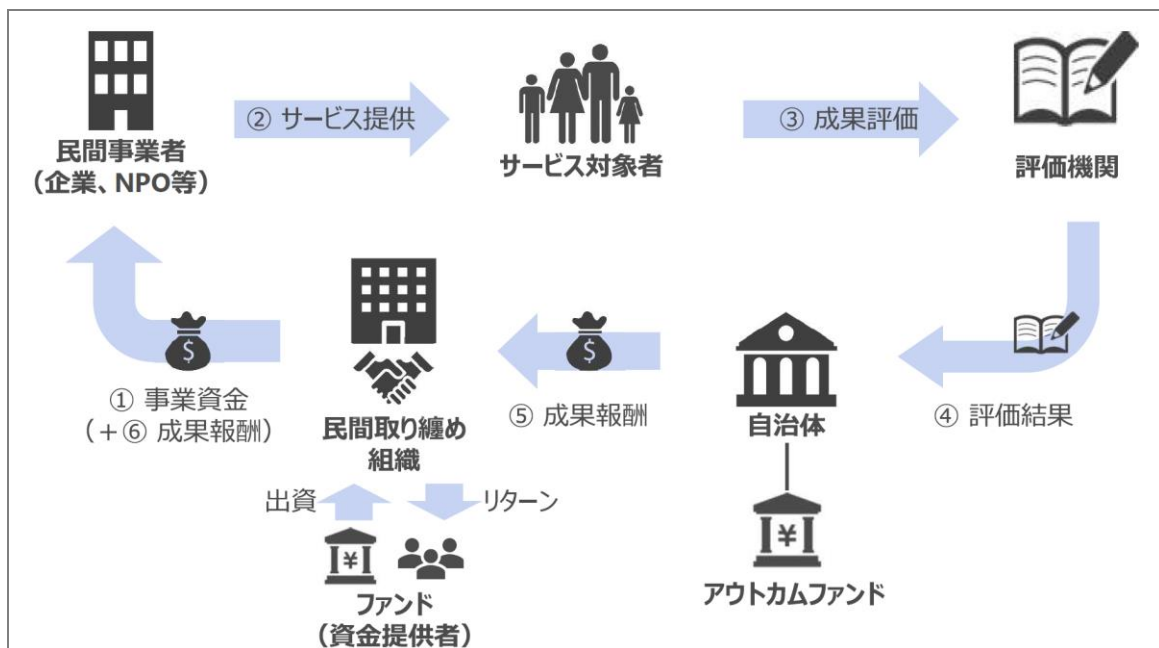 ② サービス提供
③ 成果評価
民間事業者
（企業、NPO等）
サービス対象者
評価機関
$
$
① 事業資金
（＋⑥ 成果報酬）
民間取り纏め
組織
⑤ 成果報酬
自治体
④ 評価結果
出資
リターン
¥
¥
ファンド
（資金提供者）
アウトカムファンド